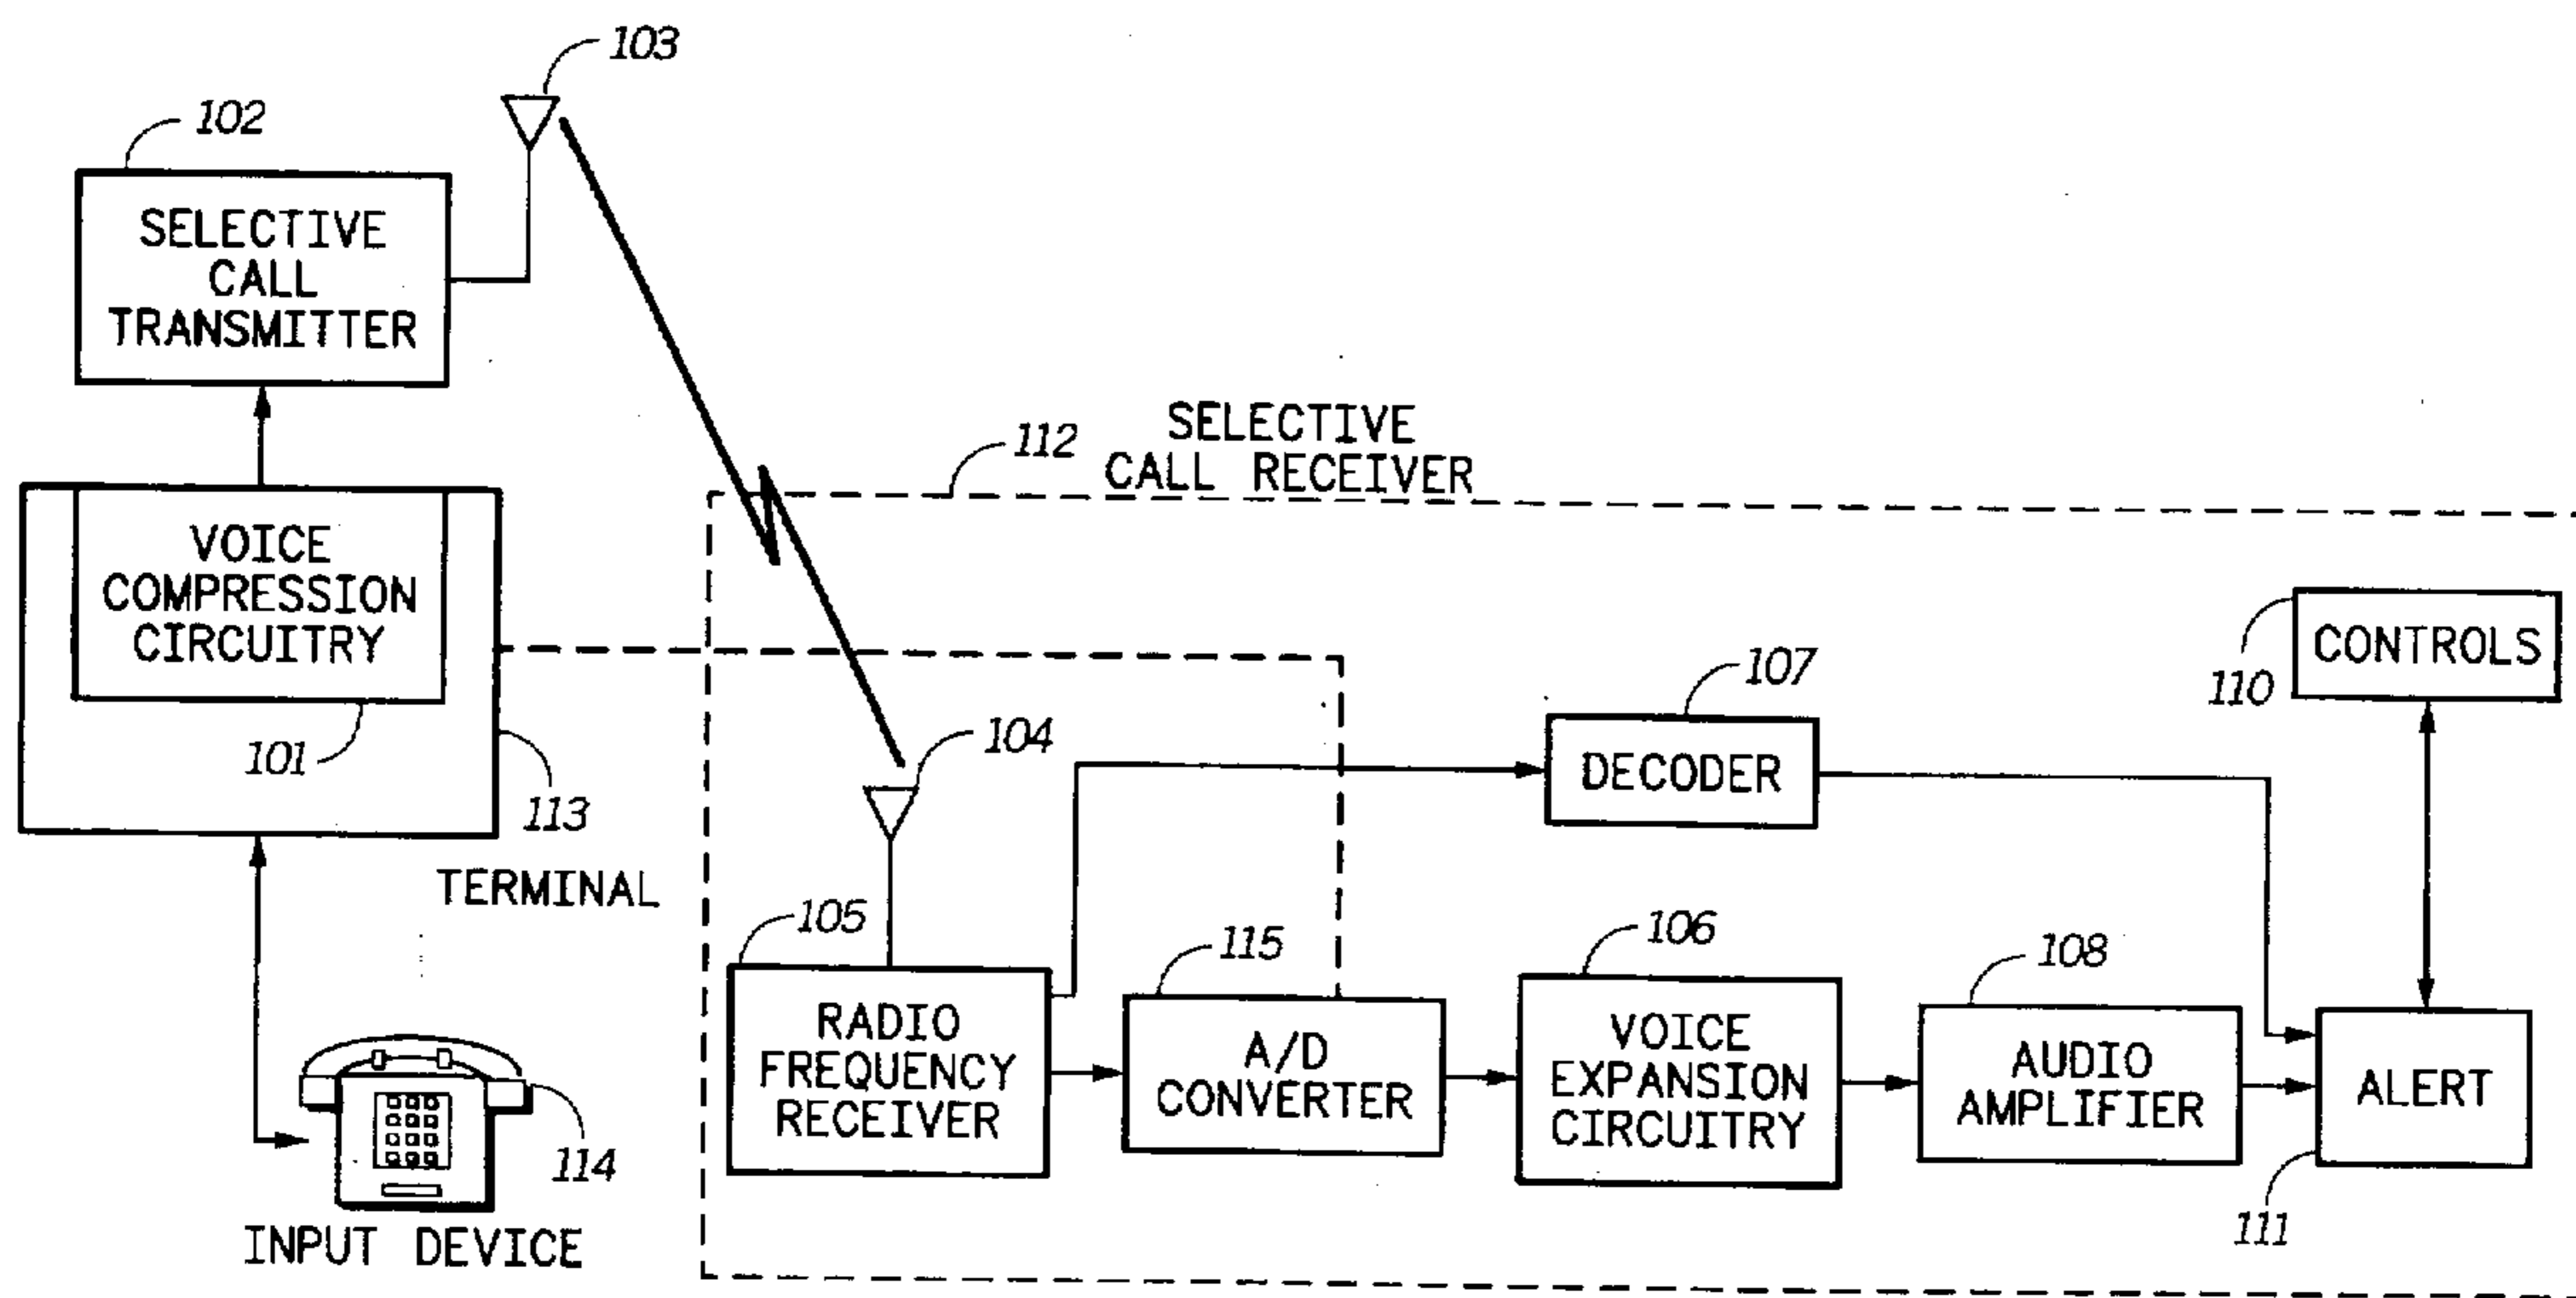 103
102
SELECTIVE
CALL
TRANSMITTER
112
SELECTIVE
CALL RECEIVER
VOICE
COMPRESSION
CIRCUITRY
101
113
TERMINAL
104
107
DECODER
110
CONTROLS
105
RADIO
FREQUENCY
RECEIVER
115
A/D
CONVERTER
106
VOICE
EXPANSION
CIRCUITRY
108
AUDIO
AMPLIFIER
ALERT
111
114
INPUT DEVICE